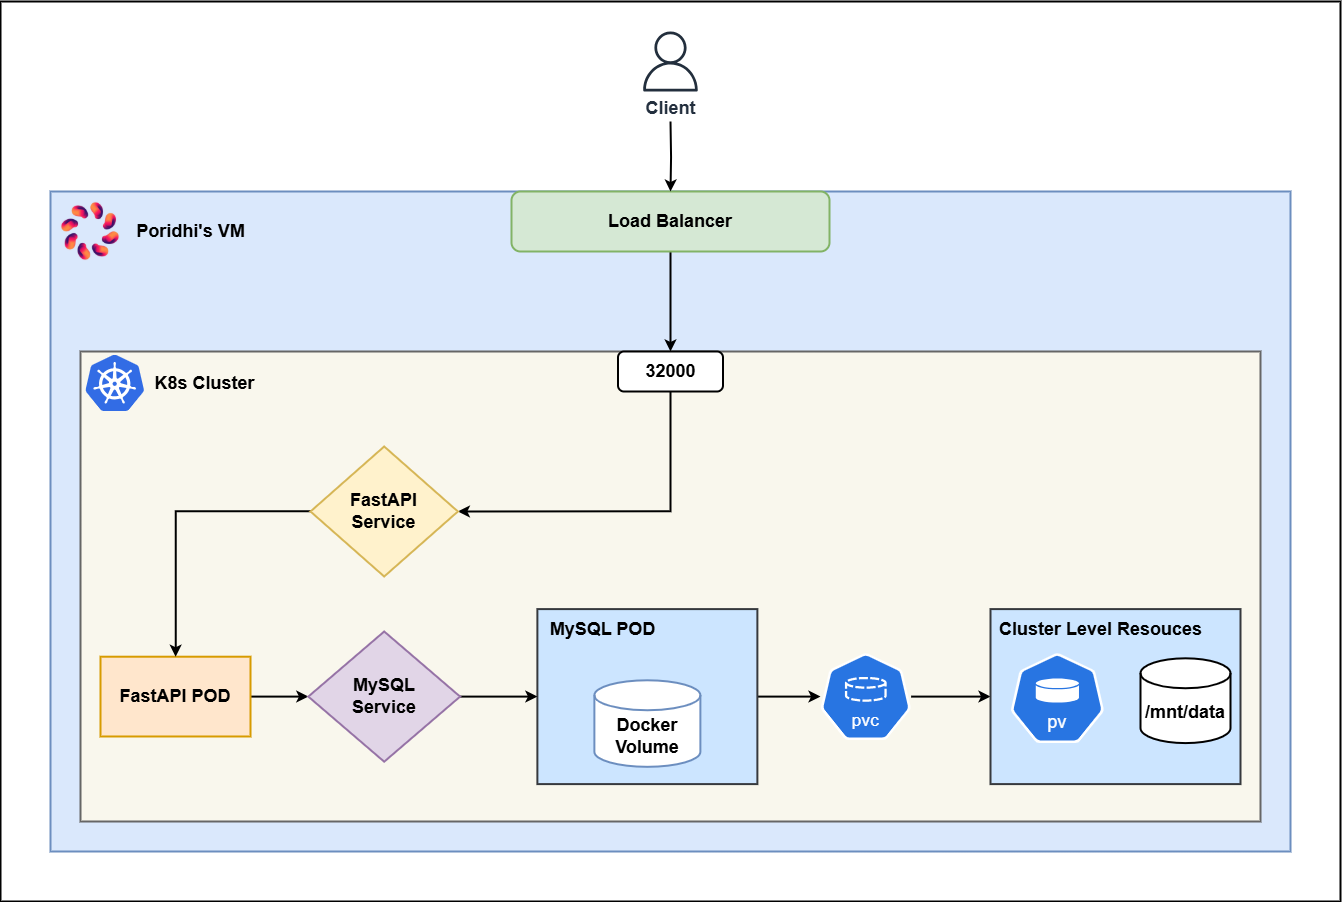 Client
Load Balancer
Poridhi's VM
32000
K8s Cluster
FastAPI
Service
FastAPI POD
MySQL
Service
MySQL POD
Docker
Volume
pvc
Cluster Level Resouces
pv
/mnt/data